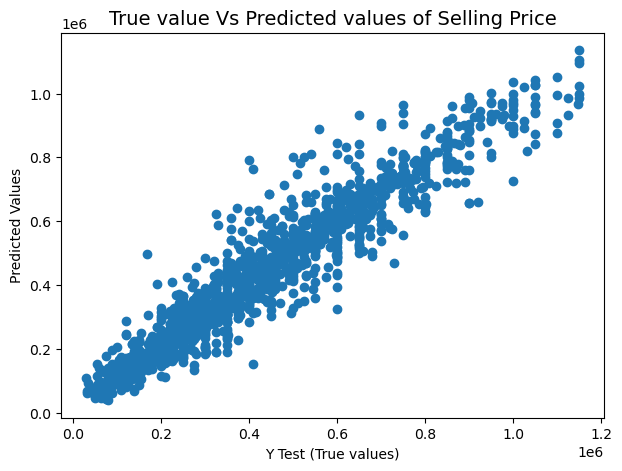 True value Vs Predicted values of Selling Price
1e6
Predicted Values
1.0
0.8
0.6
0.4
0.2
0.0
0.0 0.2 0.4 0.6 0.8 1.0 1.2
Y Test (True values)
1e6